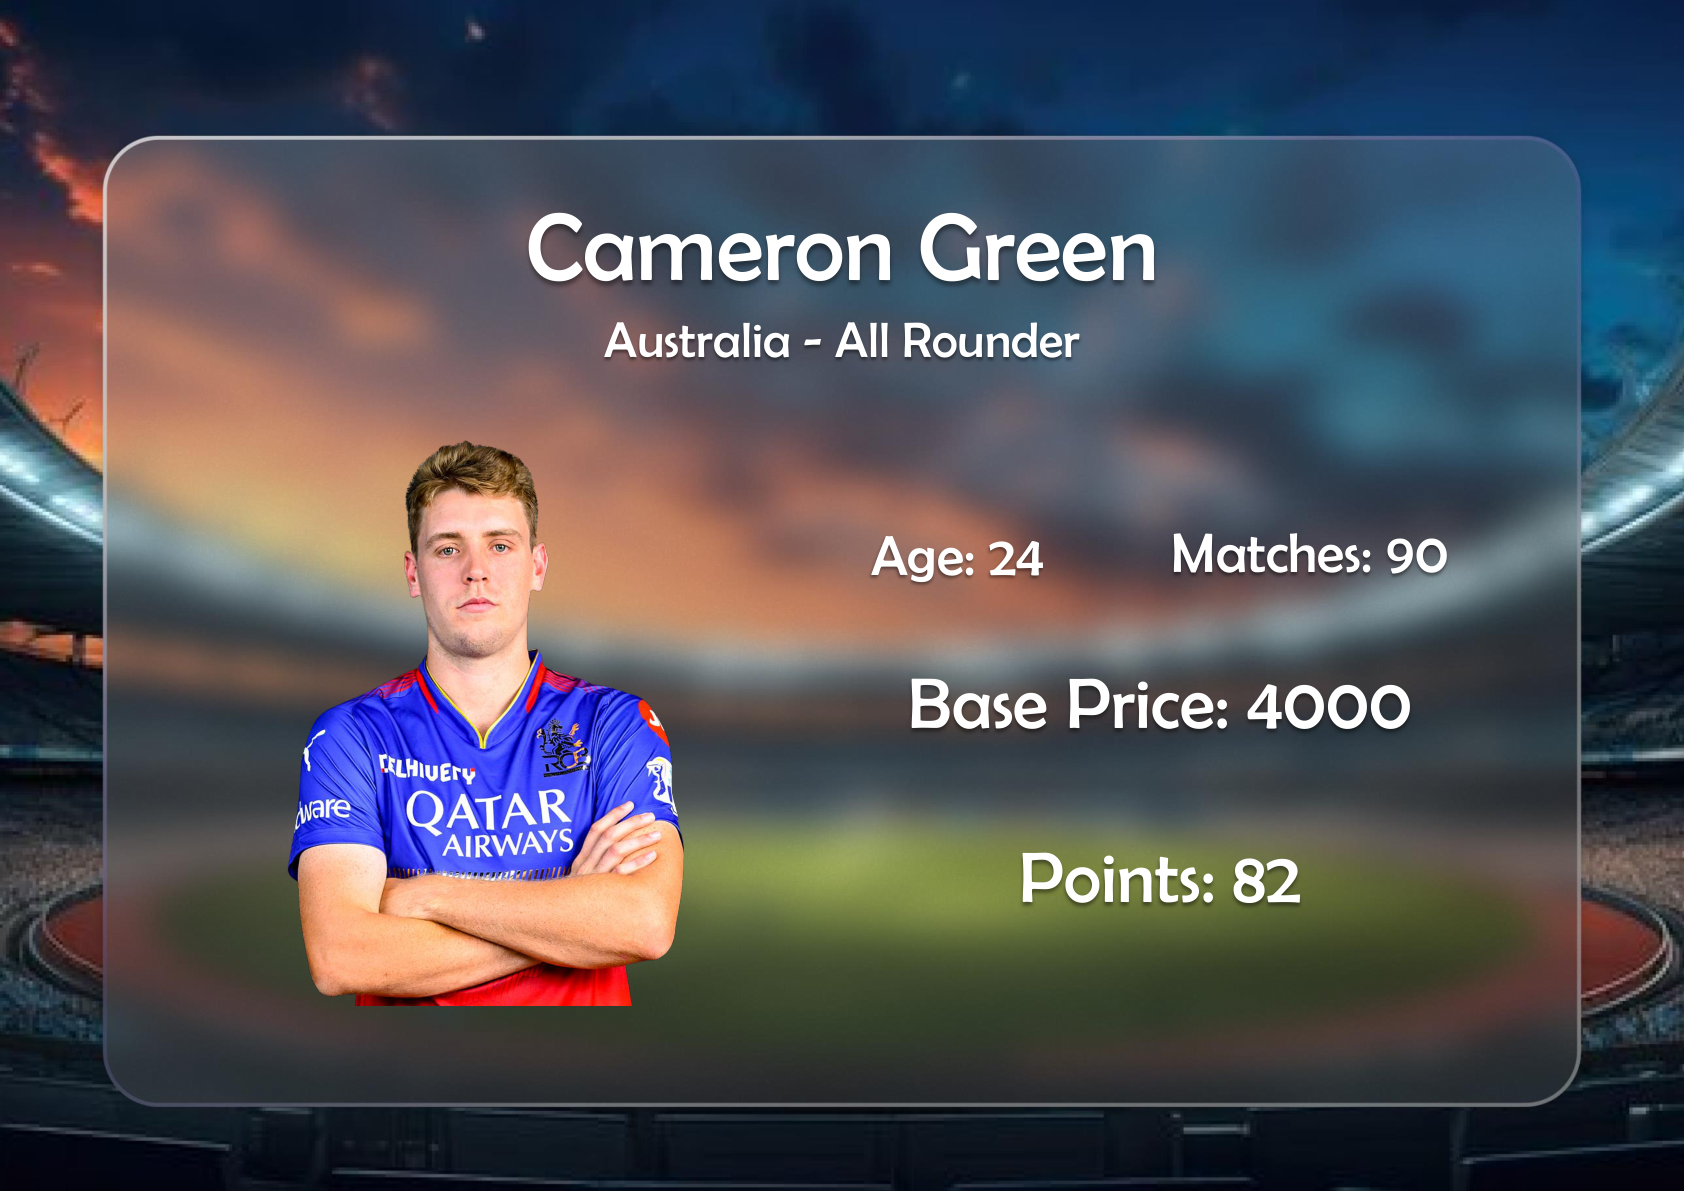 Cameron Green
Australia - All Rounder
Age: 24
Matches: 90
Base Price: 4000
Points: 82
QATAR
AIRWAYS